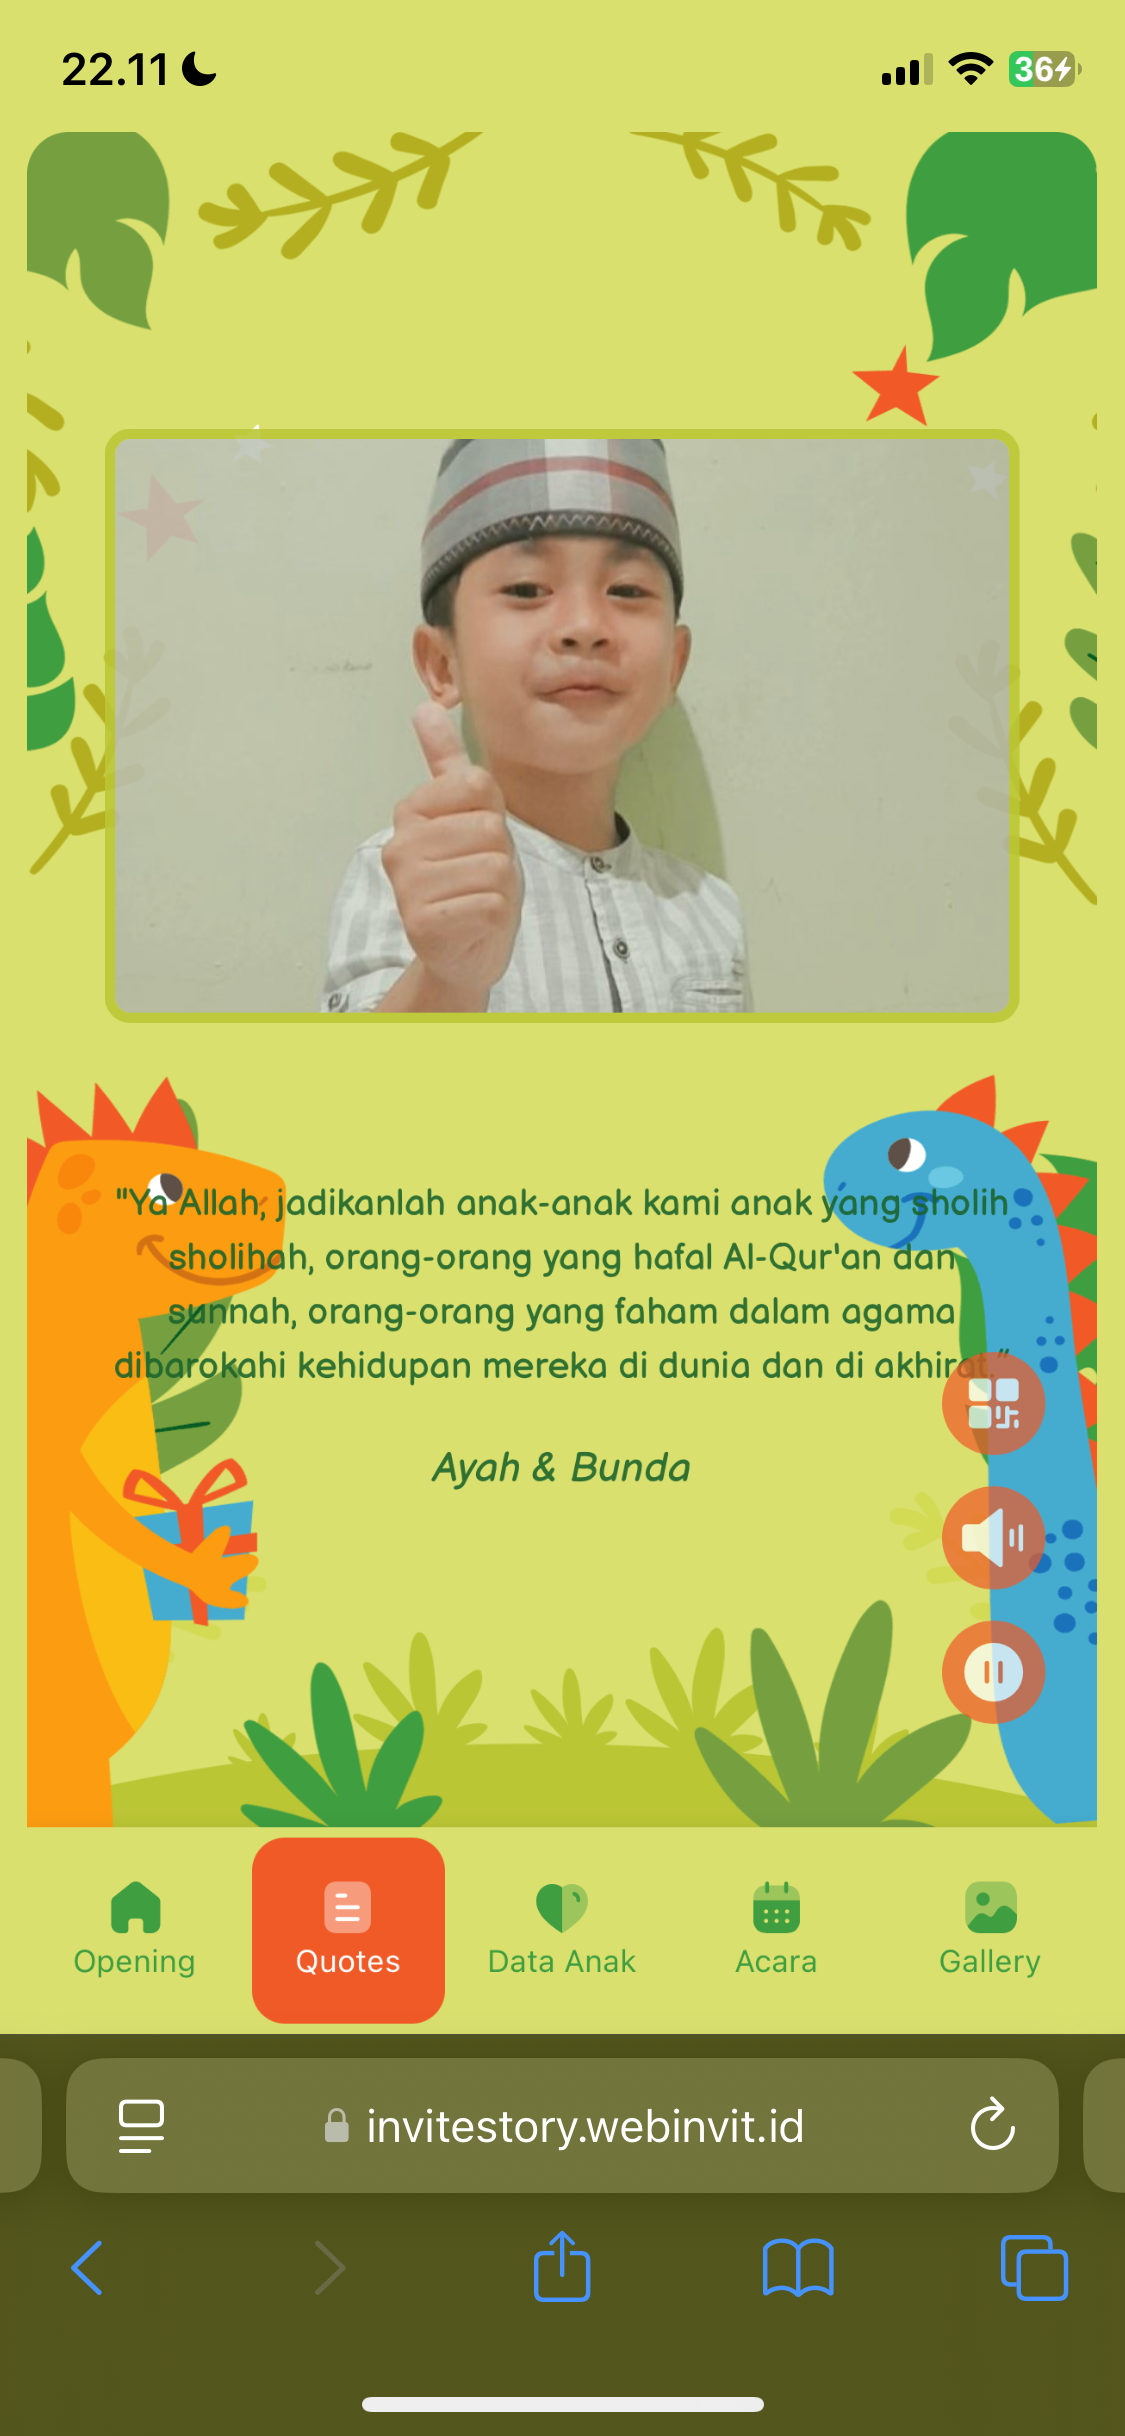 22.11
36
"Ya Allah, jadikanlah anak-anak kami anak yang sholih
sholihah, orang-orang yang hafal Al-Qur'an dan
sunnah, orang-orang yang faham dalam agama
dibarokahi kehidupan mereka di dunia dan di akhirat."
Ayah & Bunda
Opening
Quotes
Data Anak
Acara
Gallery
invitestory.webinvit.id